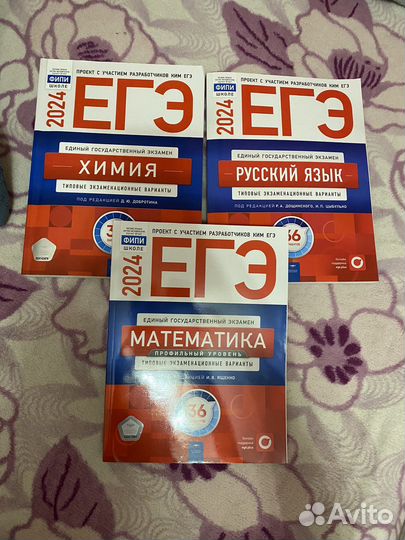 ФИПИ
ШКОЛЕ
ПРОЕКТ С УЧАСТИЕМ РАЗРАБОТЧИКОВ КИМ ЕГЭ
2024
ЕГЭ
ЕДИНЫЙ ГОСУДАРСТВЕННЫЙ ЭКЗАМЕН
ХИМИЯ
ТИПОВЫЕ ЭКЗАМЕНАЦИОННЫЕ ВАРИАНТЫ
ПОД РЕДАКЦИЕЙ Д.Ю. ДОБРОТИНА
ФИПИ
ШКОЛЕ
ПРОЕКТ С УЧАСТИЕМ РАЗРАБОТЧИКОВ КИМ ЕГЭ
2024
ЕГЭ
ЕДИНЫЙ ГОСУДАРСТВЕННЫЙ ЭКЗАМЕН
РУССКИЙ ЯЗЫК
ТИПОВЫЕ ЭКЗАМЕНАЦИОННЫЕ ВАРИАНТЫ
ПОД РЕДАКЦИЕЙ Р.А. ДОЩИНСКОГО, И.П. ЦЫБУЛЬКО
36
ФИПИ
ШКОЛЕ
ПРОЕКТ С УЧАСТИЕМ РАЗРАБОТЧИКОВ КИМ ЕГЭ
2024
ЕГЭ
ЕДИНЫЙ ГОСУДАРСТВЕННЫЙ ЭКЗАМЕН
МАТЕМАТИКА
ПРОФИЛЬНЫЙ УРОВЕНЬ
ТИПОВЫЕ ЭКЗАМЕНАЦИОННЫЕ ВАРИАНТЫ
И.В. ЯЩЕНКО
36
Avito